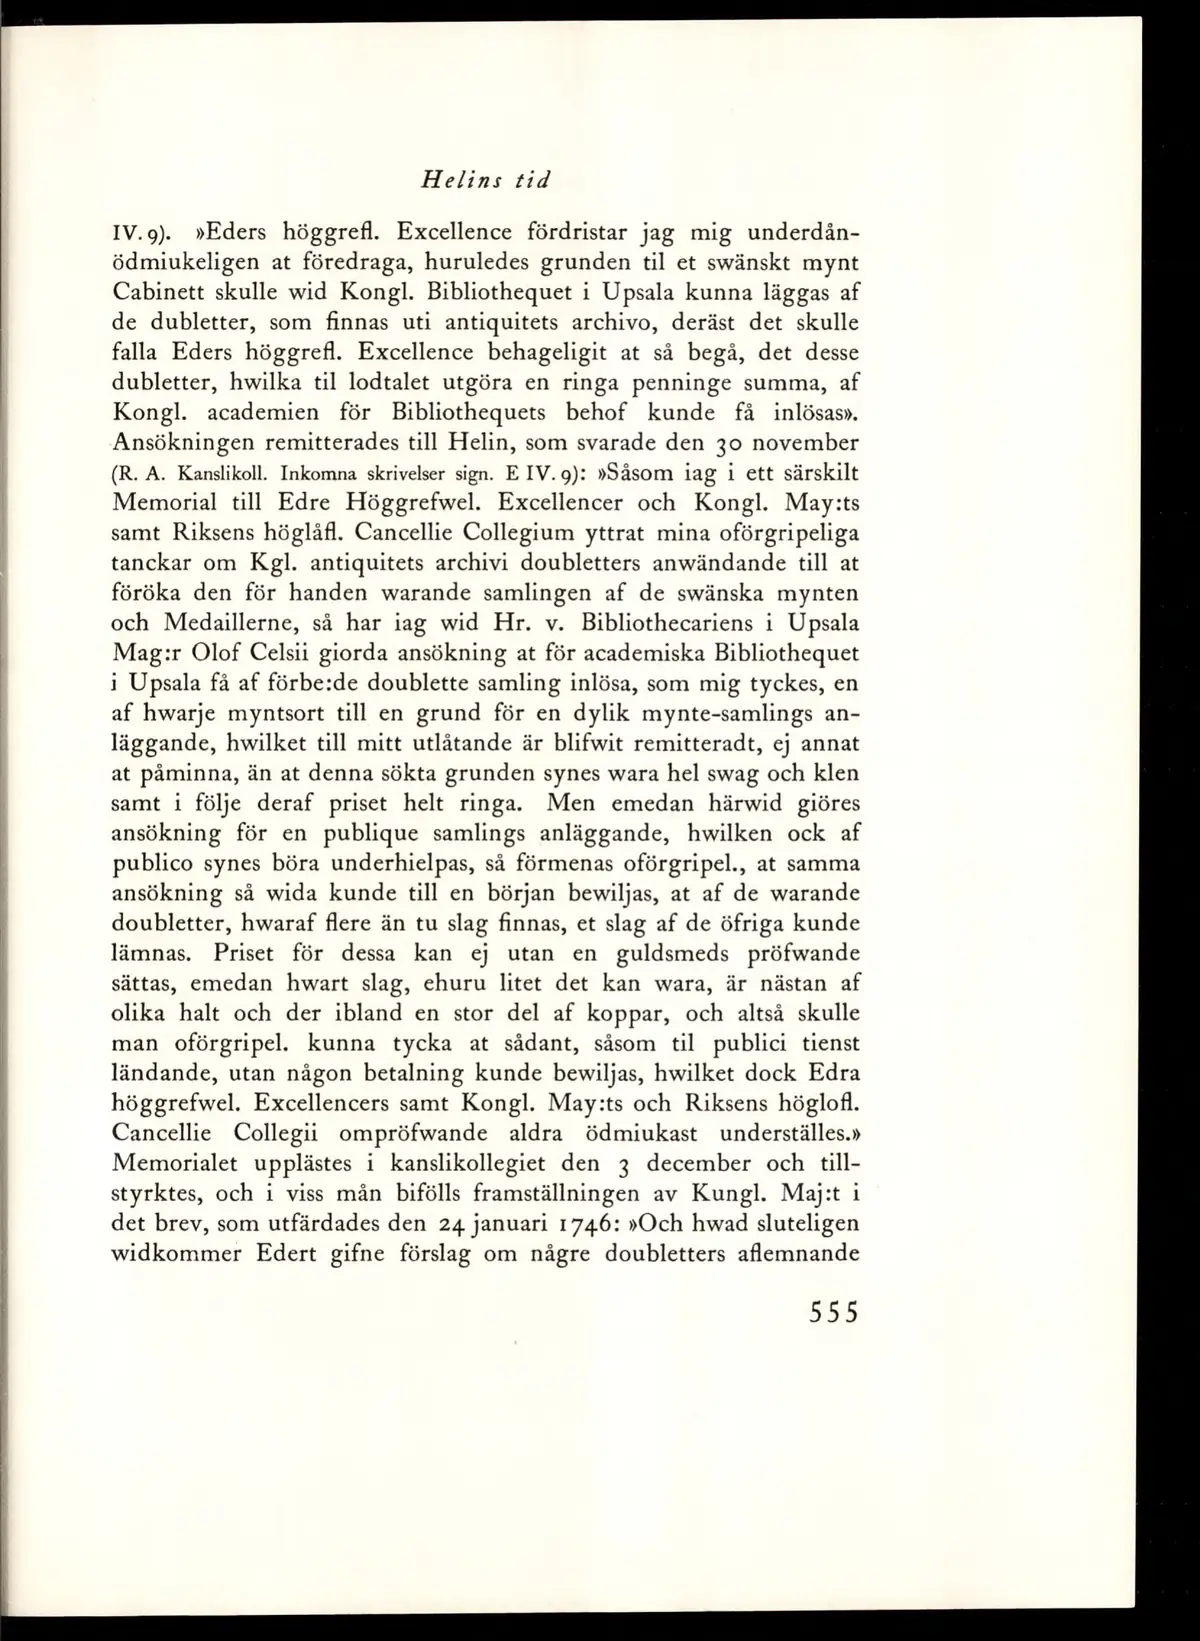 Helins tid
IV. 9). »Eders höggrefl. Excellence fördristar jag mig underdån-
ödmiukeligen at föredraga, huruledes grunden til et swänskt mynt
Cabinett skulle wid Kongl. Bibliothequet i Upsala kunna läggas af
de dubletter, som finnas uti antiquitets archivo, deräst det skulle
falla Eders höggrefl. Excellence behageligit at så begå, det desse
dubletter, hwilka til lodtalet utgöra en ringa penninge summa, af
Kongl. academien för Bibliothequets behof kunde få inlösas».
Ansökningen remitterades till Helin, som svarade den 30 november
(R. A. Kanslikoll. Inkomna skrivelser sign. E IV. 9): »Såsom iag i ett särskilt
Memorial till Edre Höggrefwel. Excellencer och Kongl. May:ts
samt Riksens höglåfl. Cancellie Collegium yttrat mina oförgripeliga
tanckar om Kgl. antiquitets archivi doubletters anwändande till at
föröka den för handen warande samlingen af de swänska mynten
och Medaillerne, så har iag wid Hr. v. Bibliothecariens i Upsala
Mag:r Olof Celsii giorda ansökning at för academiska Bibliothequet
i Upsala få af förbe:de doublette samling inlösa, som mig tyckes, en
af hwarje myntsort till en grund för en dylik mynte-samlings an-
läggande, hwilket till mitt utlåtande är blifwit remitteradt, ej annat
at påminna, än at denna sökta grunden synes wara hel swag och klen
samt i följe deraf priset helt ringa. Men emedan härwid giöres
ansökning för en publique samlings anläggande, hwilken ock af
publico synes böra underhielpas, så förmenas oförgripel., at samma
ansökning så wida kunde till en början bewiljas, at af de warande
doubletter, hwaraf flere än tu slag finnas, et slag af de öfriga kunde
lämnas. Priset för dessa kan ej utan en guldsmeds pröfwande
sättas, emedan hwart slag, ehuru litet det kan wara, är nästan af
olika halt och der ibland en stor del af koppar, och altså skulle
man oförgripel. kunna tycka at sådant, såsom til publici tienst
ländande, utan någon betalning kunde bewiljas, hwilket dock Edra
höggrefwel. Excellencers samt Kongl. May:ts och Riksens höglofl.
Cancellie Collegii ompröfwande aldra ödmiukast underställes.»
Memorialet upplästes i kanslikollegiet den 3 december och till-
styrktes, och i viss mån bifölls framställningen av Kungl. Maj:t i
det brev, som utfärdades den 24 januari 1746: »Och hwad sluteligen
widkommer Edert gifne förslag om någre doubletters aflemnande
555